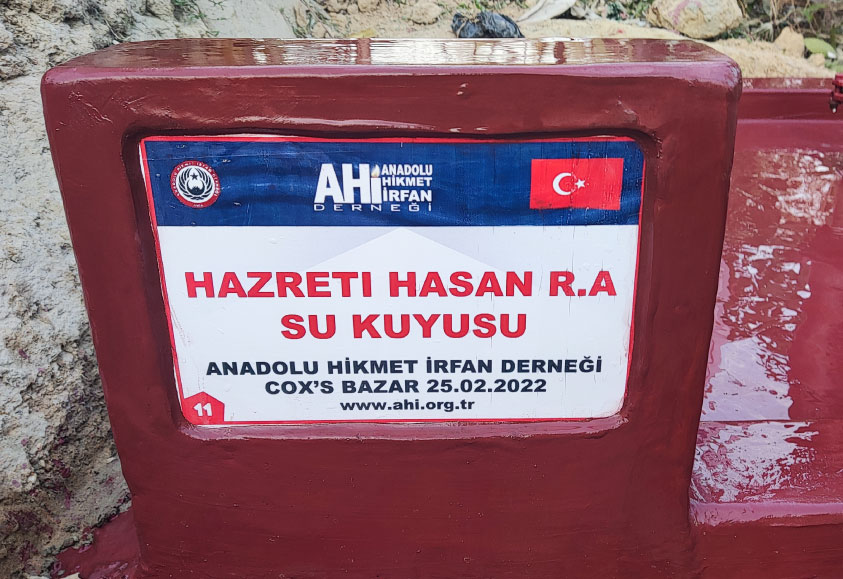 AHi ANADOLU
HİKMET
İRFAN
DERNEĞİ
HAZRETI HASAN R.A
SU KUYUSU
ANADOLU HİKMET İRFAN DERNEĞİ
COX'S BAZAR 25.02.2022
www.ahi.org.tr
11